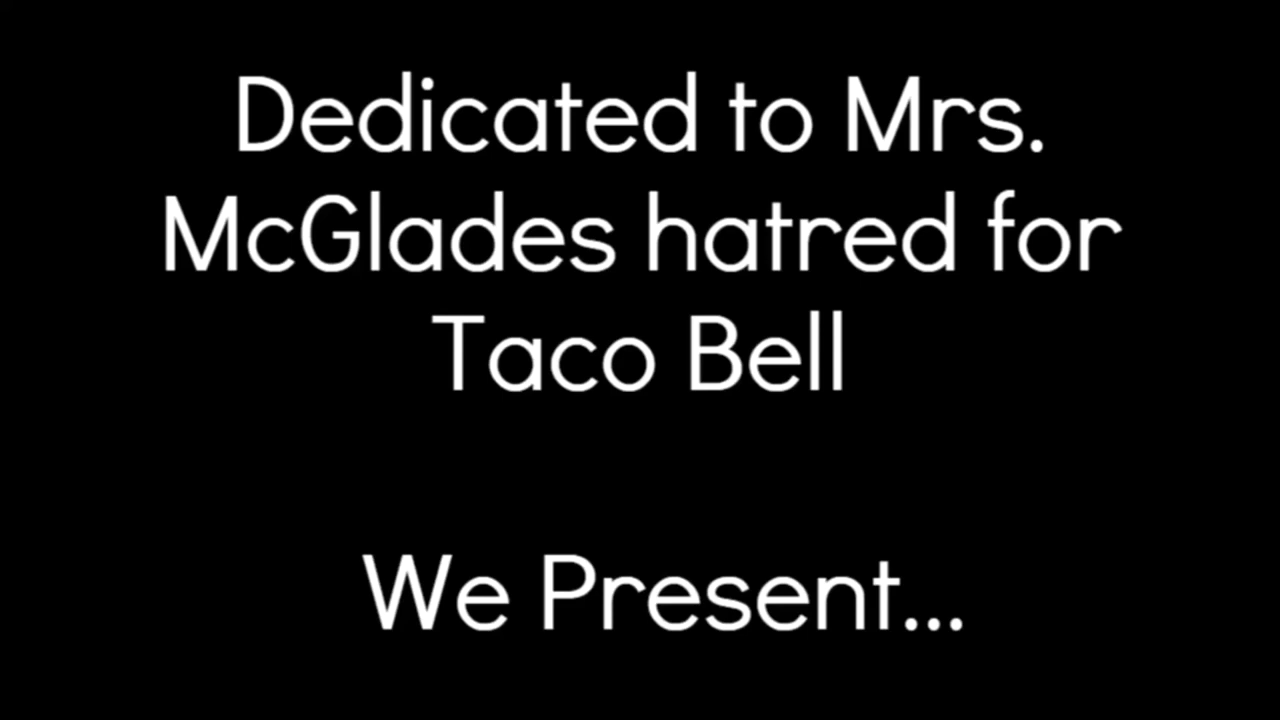 Dedicated to Mrs.
McGlades hatred for
Taco Bell
We Present...